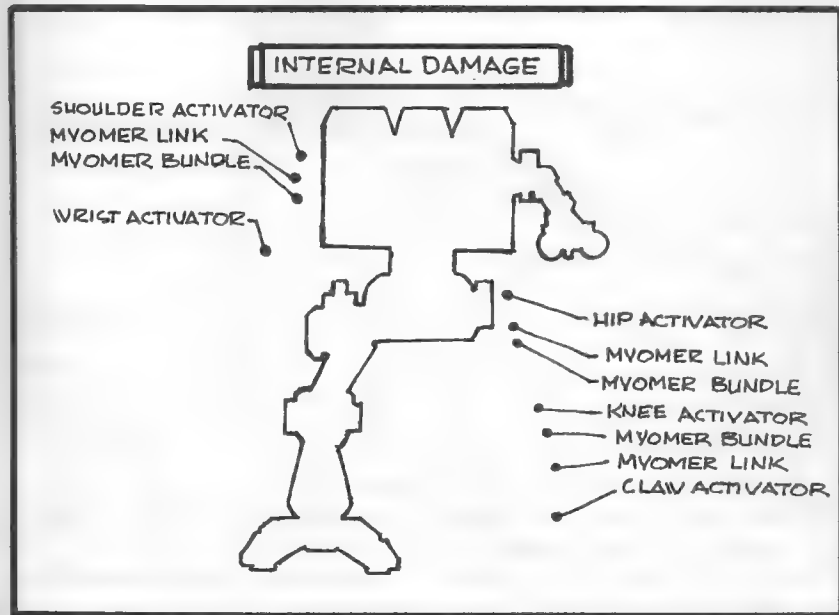 INTERNAL DAMAGE
SHOULDER ACTIVATOR
MYOMER LINK
MYOMER BUNDLE
WRIST ACTIVATOR
HIP ACTIVATOR
MYOMER LINK
MYOMER BUNDLE
KNEE ACTIVATOR
MYOMER BUNDLE
MYOMER LINK
CLAW ACTIVATOR